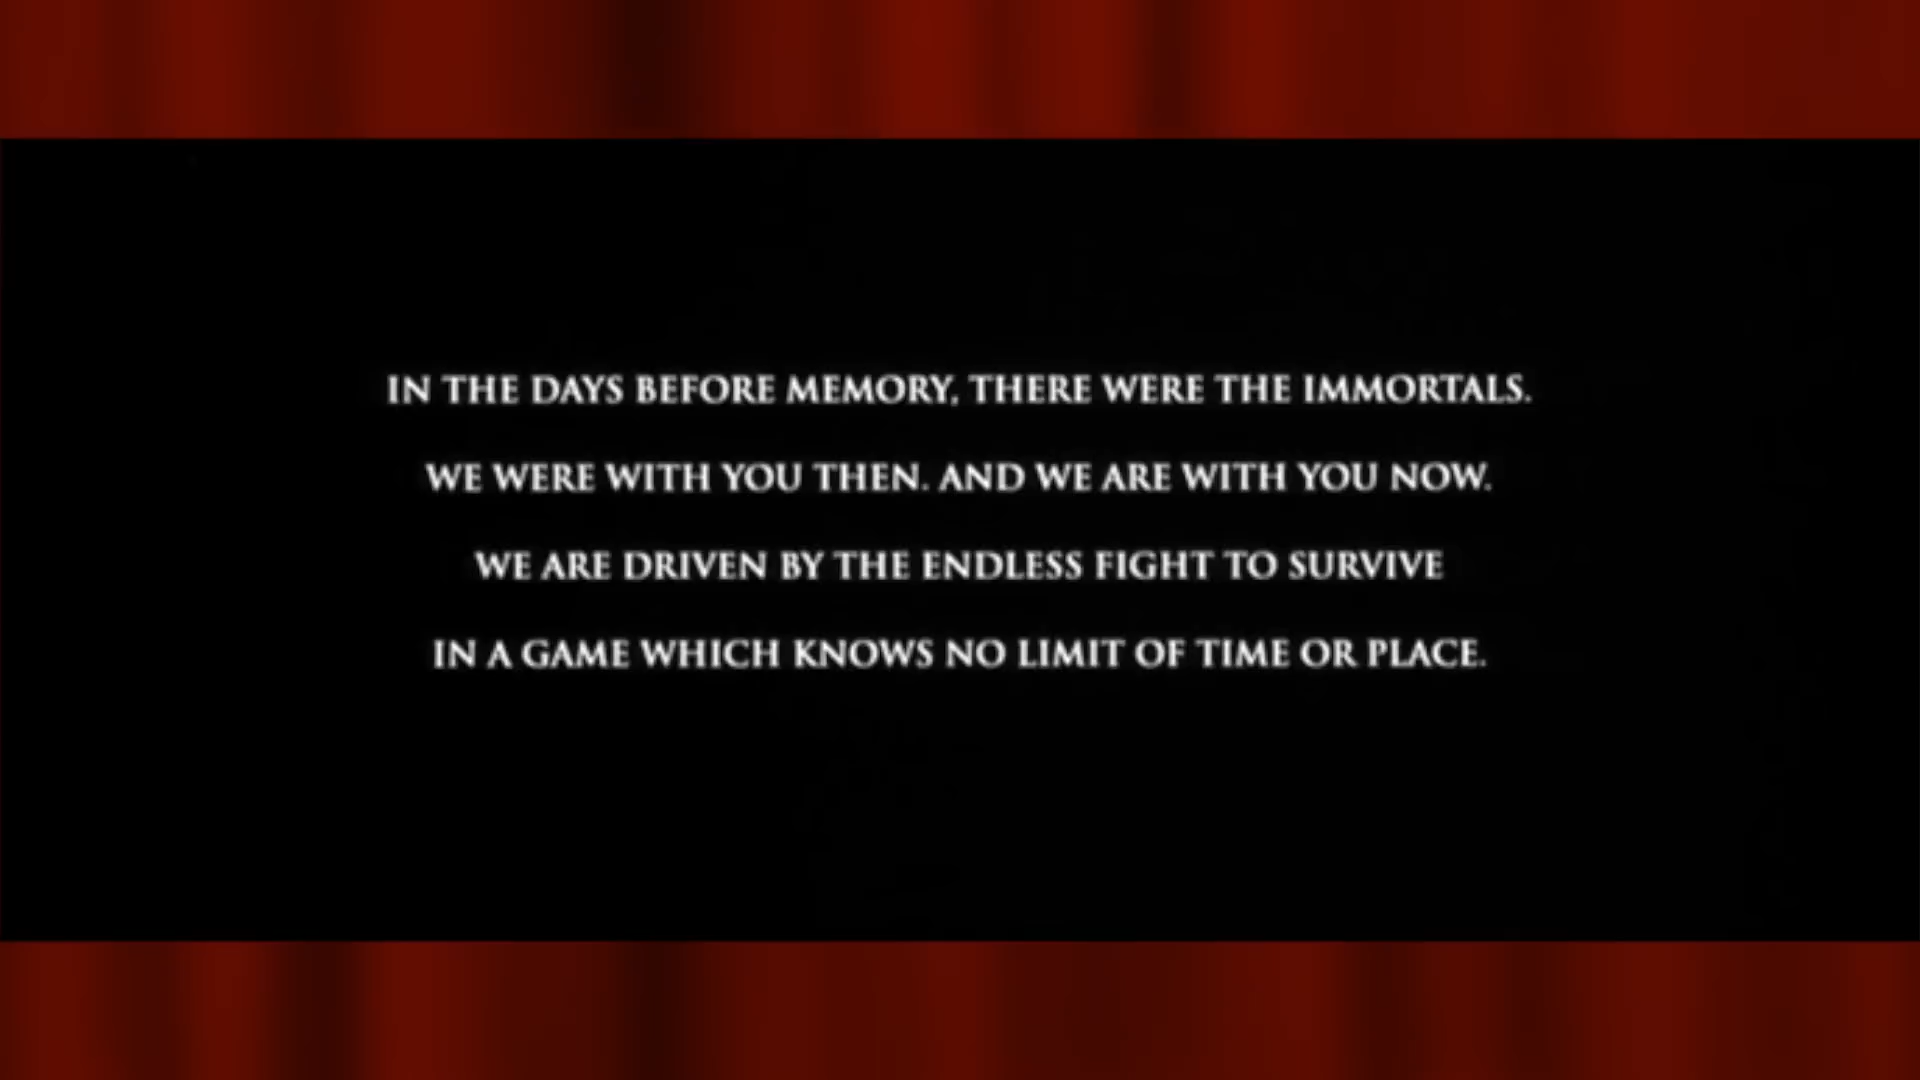 IN THE DAYS BEFORE MEMORY, THERE WERE THE IMMORTALS.
WE WERE WITH YOU THEN. AND WE ARE WITH YOU NOW.
WE ARE DRIVEN BY THE ENDLESS FIGHT TO SURVIVE
IN A GAME WHICH KNOWS NO LIMIT OF TIME OR PLACE.